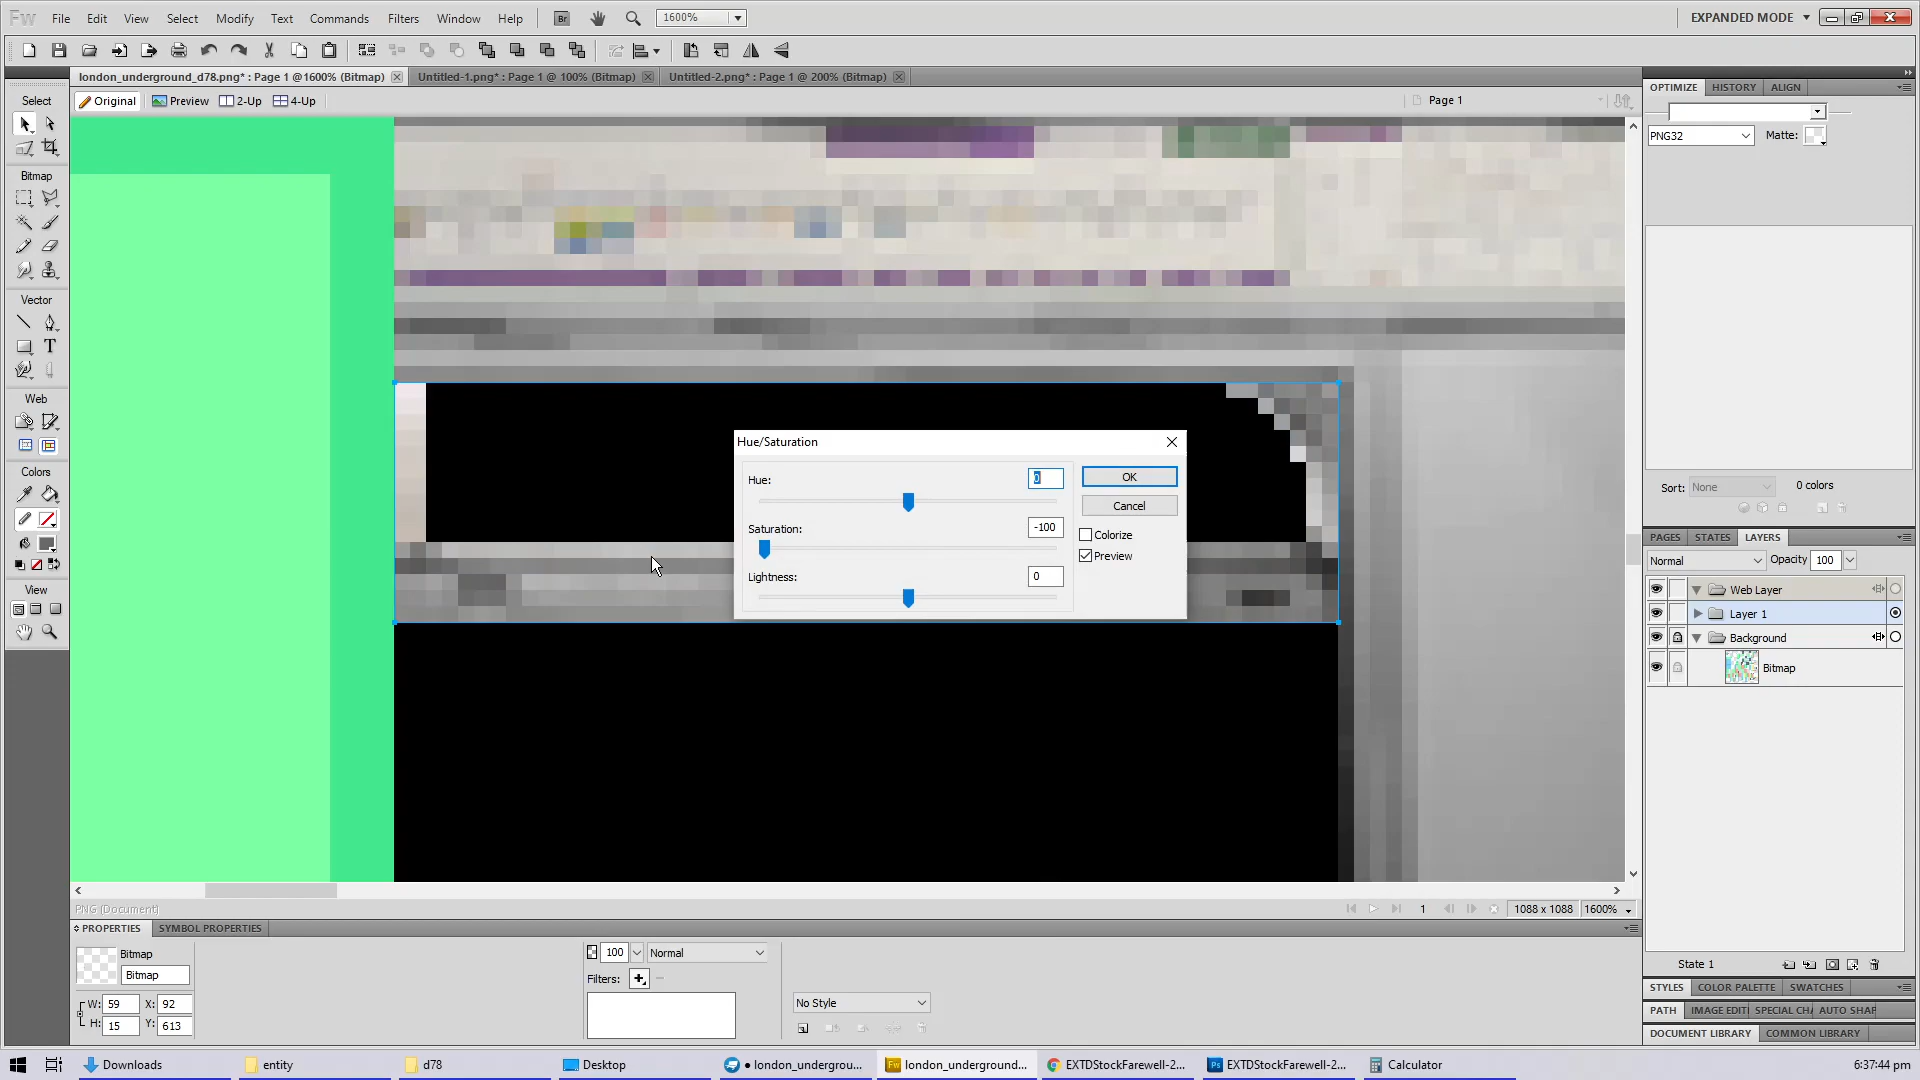 Fw File Edit View Select Modify Text Commands Filters Window Help Br 1600% EXPANDED MODE
london_underground_d78.png* : Page 1 @1600% (Bitmap) Untitled-1.png* : Page 1 @ 100% (Bitmap) Untitled-2.png* : Page 1 @ 200% (Bitmap)
Original Preview 2-Up 4-Up Page 1
Select
Bitmap
Vector
T
Web
Colors
View
Hue/Saturation
Hue: 0
OK
Cancel
Saturation: -100
Colorize
Preview
Lightness: 0
OPTIMIZE HISTORY ALIGN
PNG32 Matte:
Sort: None 0 colors
PAGES STATES LAYERS
Normal Opacity 100
Web Layer
Layer 1
Background
Bitmap
State 1
STYLES COLOR PALETTE SWATCHES
PATH IMAGE EDITI SPECIAL CHA AUTO SHAP
DOCUMENT LIBRARY COMMON LIBRARY
PNG (Document) 1 1088 x 1088 1600%
PROPERTIES SYMBOL PROPERTIES
Bitmap
Bitmap
W: 59 X: 92
H: 15 Y: 613
100 Normal
Filters:
No Style
Downloads entity d78 Desktop • london_undergrou... Fw london_undergroun... EXTDStockFarewell-2... Ps EXTDStockFarewell-2... Calculator 6:37:44 pm